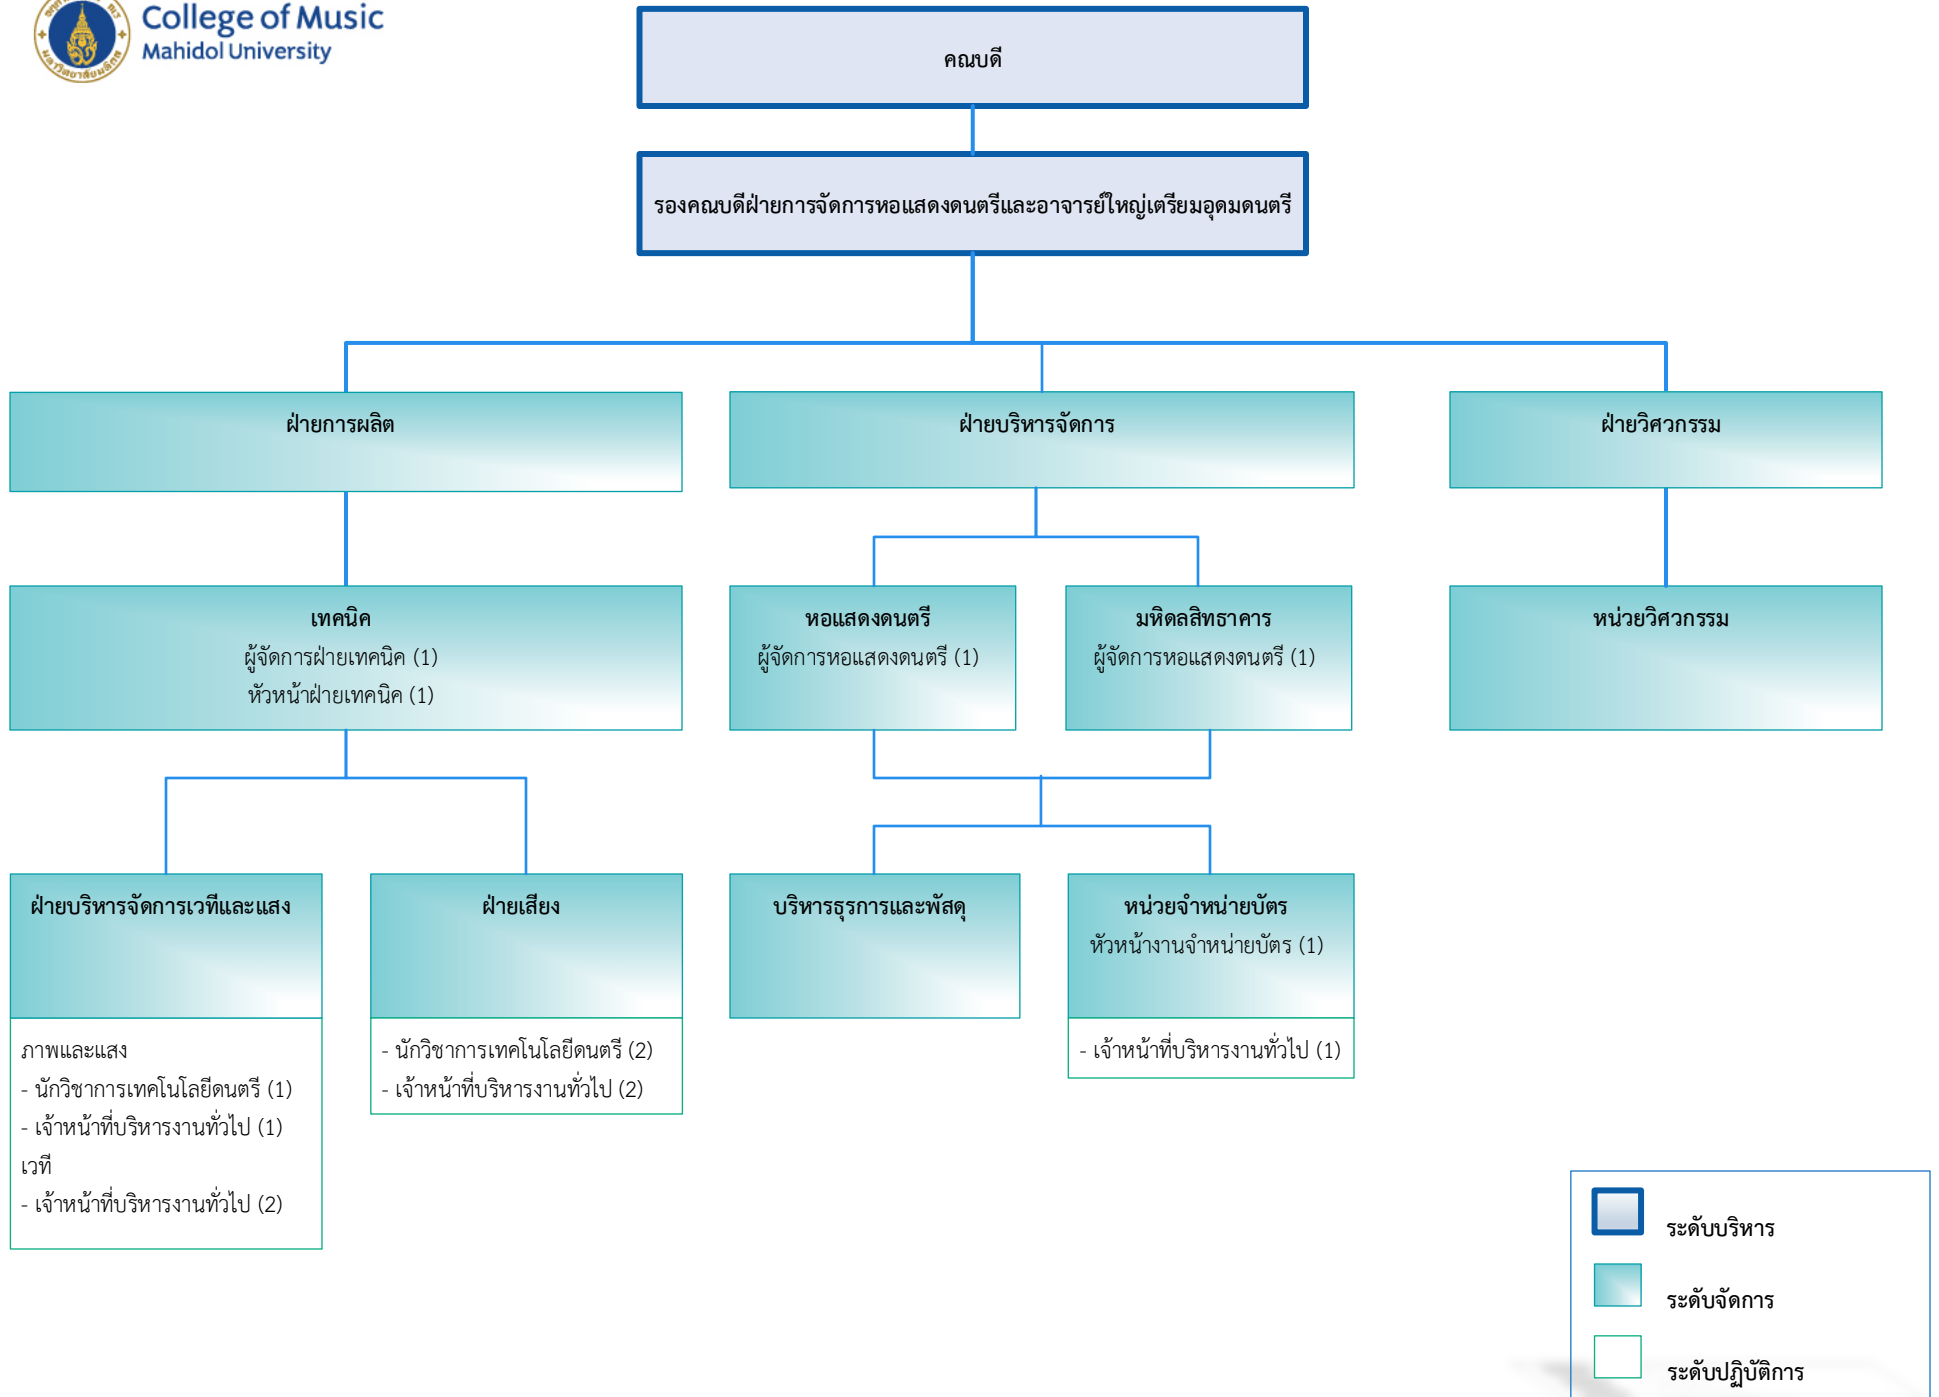 College of Music
Mahidol University
คณบดี
รองคณบดีฝ่ายการจัดการหอแสดงดนตรีและอาจารย์ใหญ่เตรียมอุดมดนตรี
ฝ่ายการผลิต
ฝ่ายบริหารจัดการ
ฝ่ายวิศวกรรม
เทคนิค
ผู้จัดการฝ่ายเทคนิค (1)
หัวหน้าฝ่ายเทคนิค (1)
หอแสดงดนตรี
ผู้จัดการหอแสดงดนตรี (1)
มหิดลสิทธาคาร
ผู้จัดการหอแสดงดนตรี (1)
หน่วยวิศวกรรม
ฝ่ายบริหารจัดการเวทีและแสง
ภาพและแสง
- นักวิชาการเทคโนโลยีดนตรี (1)
- เจ้าหน้าที่บริหารงานทั่วไป (1)
เวที
- เจ้าหน้าที่บริหารงานทั่วไป (2)
ฝ่ายเสียง
- นักวิชาการเทคโนโลยีดนตรี (2)
- เจ้าหน้าที่บริหารงานทั่วไป (2)
บริหารธุรการและพัสดุ
หน่วยจำหน่ายบัตร
หัวหน้างานจำหน่ายบัตร (1)
- เจ้าหน้าที่บริหารงานทั่วไป (1)
ระดับบริหาร
ระดับจัดการ
ระดับปฏิบัติการ